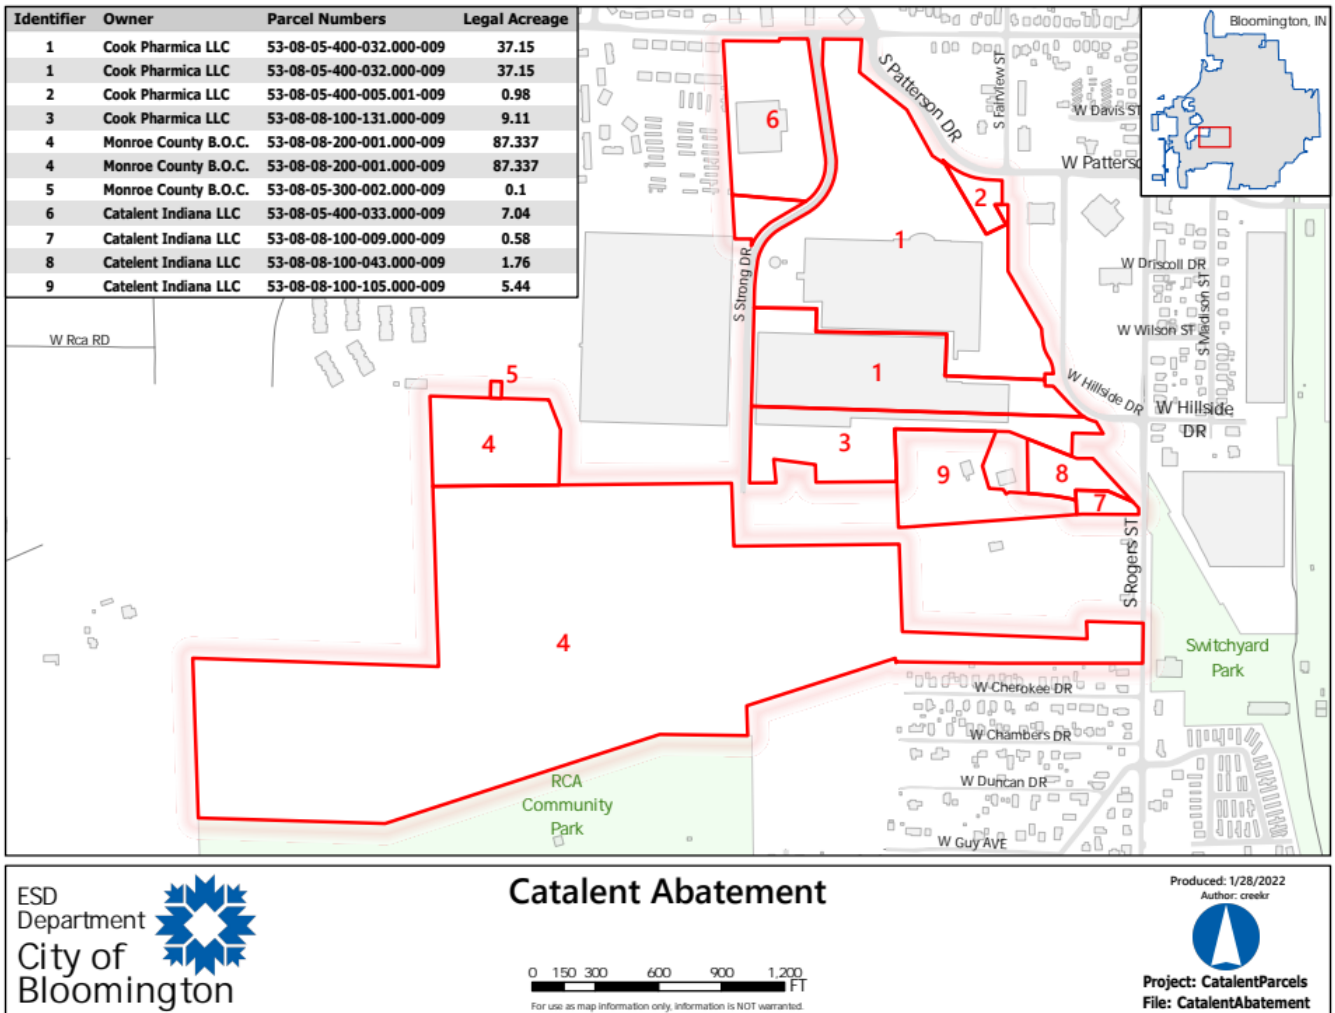 Identifier Owner Parcel Numbers Legal Acreage
1 Cook Pharmica LLC 53-08-05-400-032.000-009 37.15
1 Cook Pharmica LLC 53-08-05-400-032.000-009 37.15
2 Cook Pharmica LLC 53-08-05-400-005.001-009 0.98
3 Cook Pharmica LLC 53-08-08-100-131.000-009 9.11
4 Monroe County B.O.C. 53-08-08-200-001.000-009 87.337
4 Monroe County B.O.C. 53-08-08-200-001.000-009 87.337
5 Monroe County B.O.C. 53-08-05-300-002.000-009 0.1
6 Catalent Indiana LLC 53-08-05-400-033.000-009 7.04
7 Catalent Indiana LLC 53-08-08-100-009.000-009 0.58
8 Catelent Indiana LLC 53-08-08-100-043.000-009 1.76
9 Catelent Indiana LLC 53-08-08-100-105.000-009 5.44
Bloomington, IN
S Patterson DR
S Fairview ST
W Davis ST
6
W Patters
2
1
S Strong DR
W Driscoll DR
S Madison ST
W Wilson ST
W Rca RD
5
1
W Hillside DR
W Hillside
DR
4
3
9
8
7
S Rogers ST
4
Switchyard
Park
W Cherokee DR
W Chambers DR
RCA
Community
Park
W Duncan DR
W Guy AVE
ESD
Department
City of
Bloomington
Catalent Abatement
0 150 300 600 900 1,200
FT
For use as map information only, information is NOT warranted.
Produced: 1/28/2022
Author: creekr
Project: CatalentParcels
File: CatalentAbatement